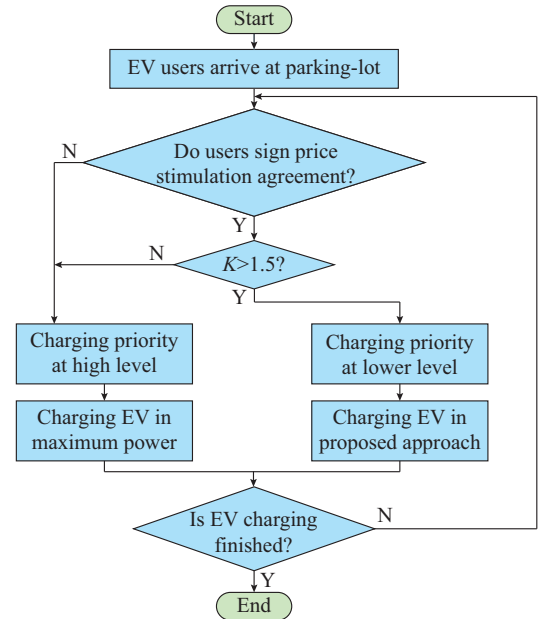 Start
EV users arrive at parking-lot
N
Do users sign price
stimulation agreement?
Y
N
K>1.5?
Y
Charging priority
at high level
Charging priority
at lower level
Charging EV in
maximum power
Charging EV in
proposed approach
Is EV charging
finished?
N
Y
End